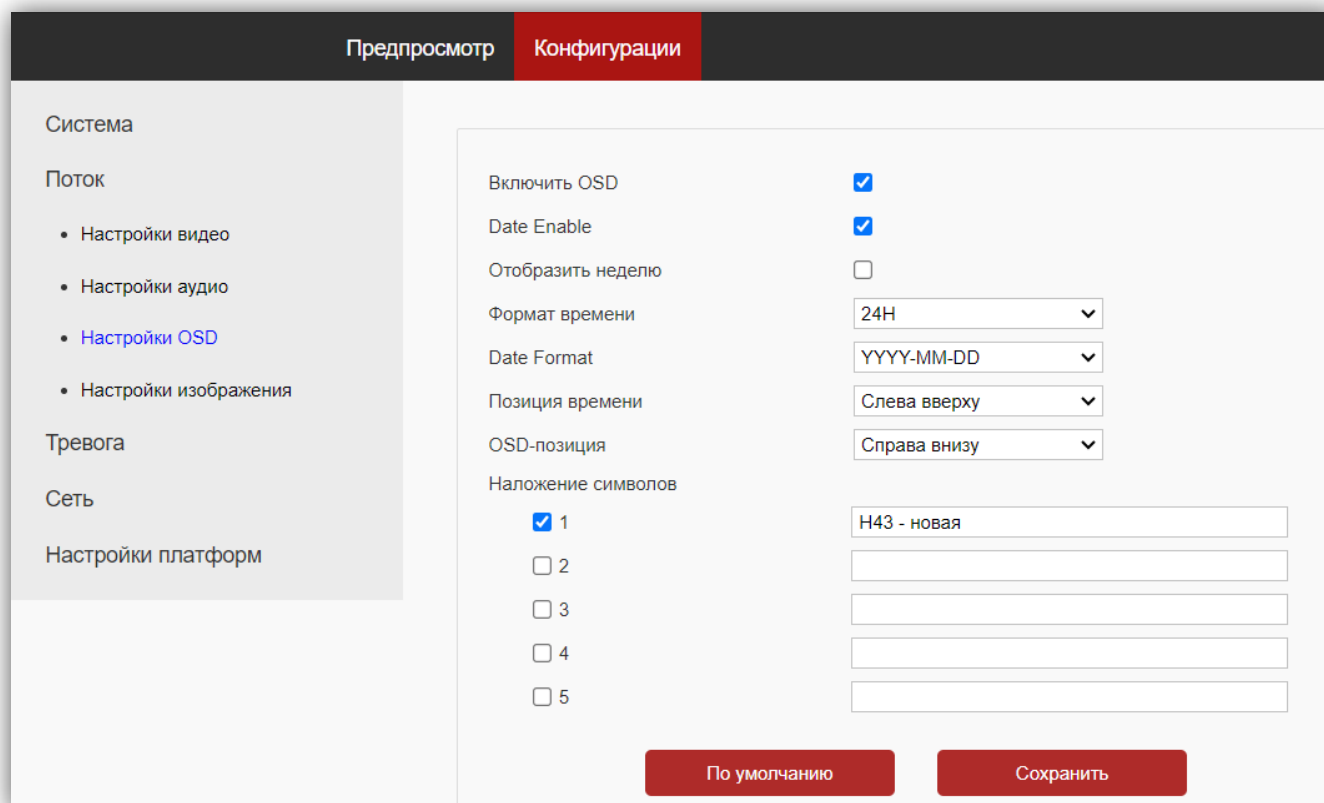 Предпросмотр Конфигурации
Система
Поток
Настройки видео
Настройки аудио
Настройки OSD
Настройки изображения
Тревога
Сеть
Настройки платформ
Включить OSD
Date Enable
Отобразить неделю
Формат времени 24H
Date Format YYYY-MM-DD
Позиция времени Слева вверху
OSD-позиция Справа внизу
Наложение символов
1 H43 - новая
2
3
4
5
По умолчанию Сохранить